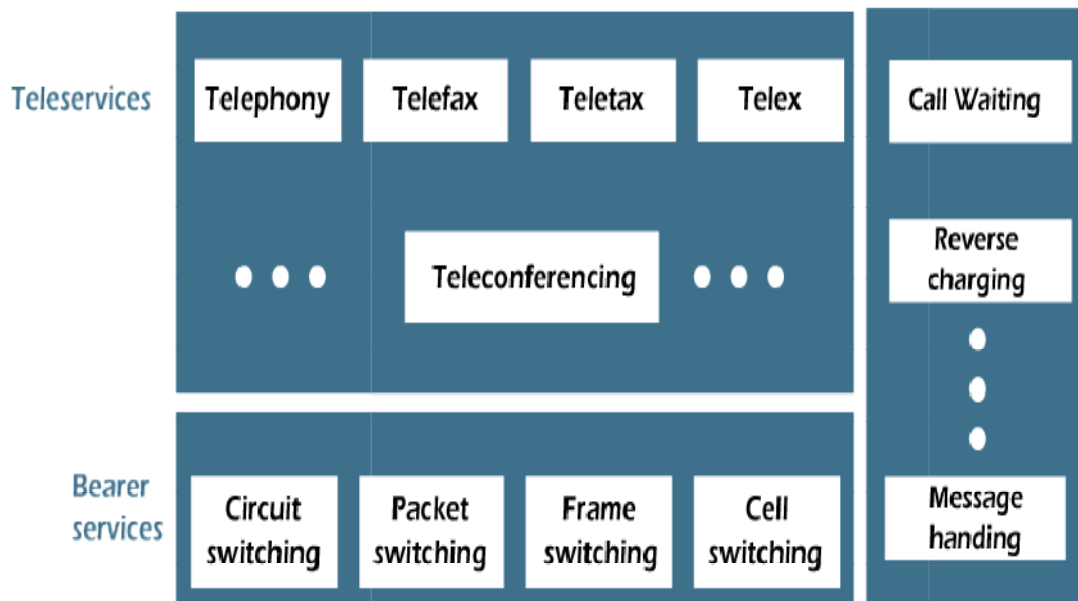 Teleservices
Telephony
Telefax
Teletax
Telex
Call Waiting
Teleconferencing
Reverse
charging
Bearer
services
Circuit
switching
Packet
switching
Frame
switching
Cell
switching
Message
handing